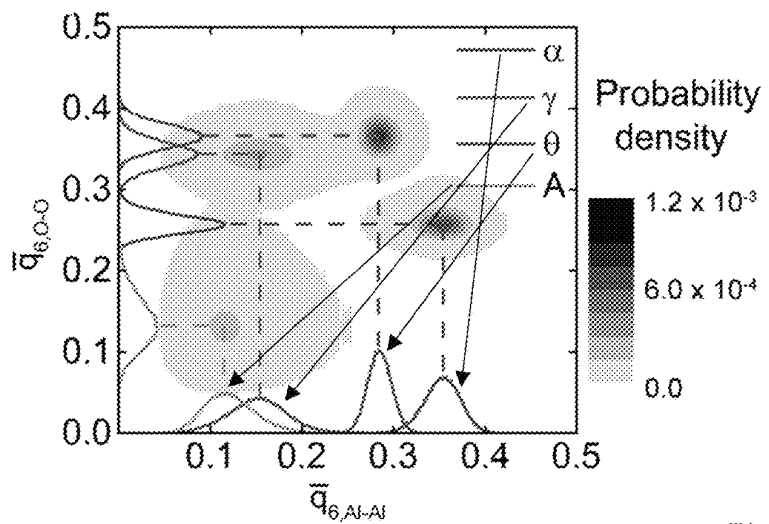 0.5
0.4
0.3
0.2
0.1
0.0
q̅6,O-O
0.1
0.2
0.3
0.4
0.5
q̅6,Al-Al
α
γ
θ
A
Probability
density
1.2 x 10⁻³
6.0 x 10⁻⁴
0.0